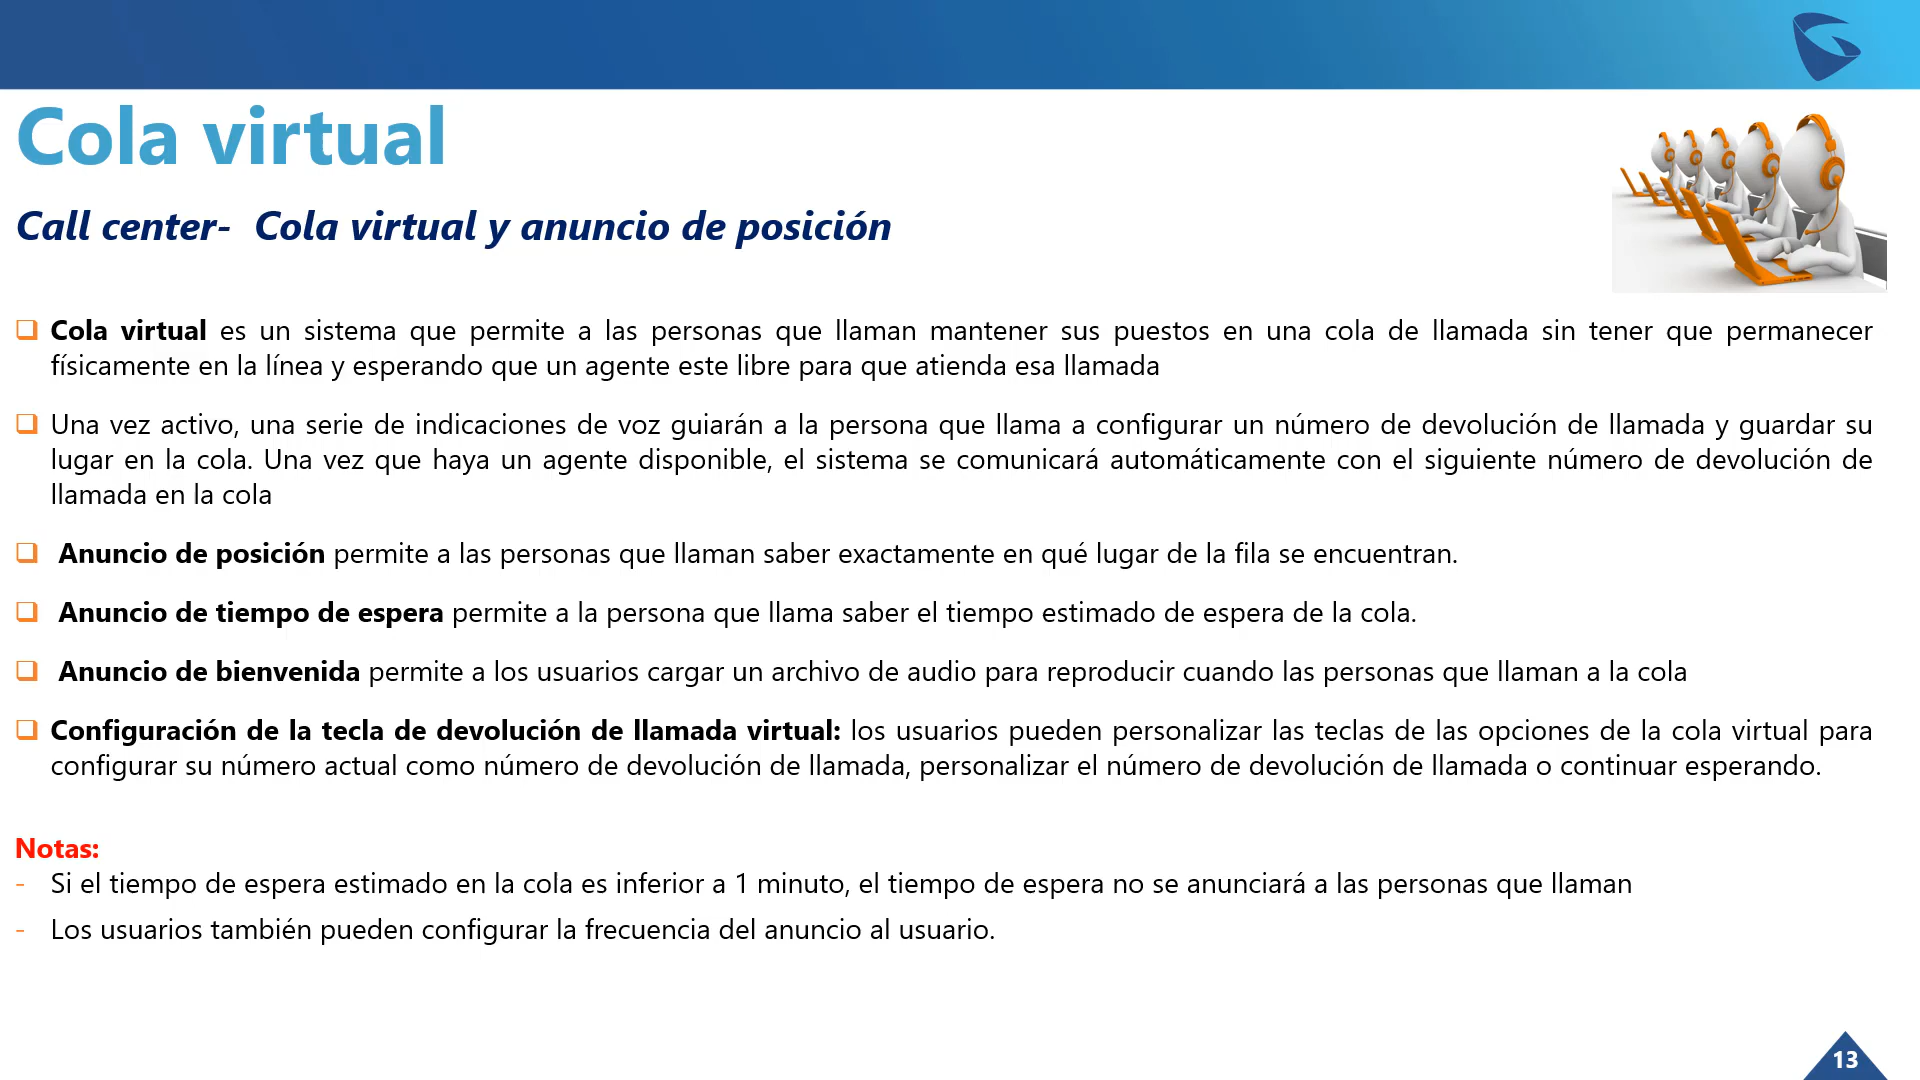 Cola virtual
Call center- Cola virtual y anuncio de posición
Cola virtual es un sistema que permite a las personas que llaman mantener sus puestos en una cola de llamada sin tener que permanecer
físicamente en la línea y esperando que un agente este libre para que atienda esa llamada
Una vez activo, una serie de indicaciones de voz guiarán a la persona que llama a configurar un número de devolución de llamada y guardar su
lugar en la cola. Una vez que haya un agente disponible, el sistema se comunicará automáticamente con el siguiente número de devolución de
llamada en la cola
Anuncio de posición permite a las personas que llaman saber exactamente en qué lugar de la fila se encuentran.
Anuncio de tiempo de espera permite a la persona que llama saber el tiempo estimado de espera de la cola.
Anuncio de bienvenida permite a los usuarios cargar un archivo de audio para reproducir cuando las personas que llaman a la cola
Configuración de la tecla de devolución de llamada virtual: los usuarios pueden personalizar las teclas de las opciones de la cola virtual para
configurar su número actual como número de devolución de llamada, personalizar el número de devolución de llamada o continuar esperando.
Notas:
- Si el tiempo de espera estimado en la cola es inferior a 1 minuto, el tiempo de espera no se anunciará a las personas que llaman
- Los usuarios también pueden configurar la frecuencia del anuncio al usuario.
13